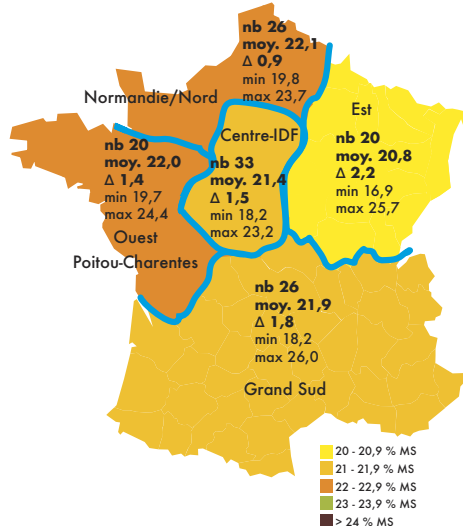 nb 26
moy. 22,1
Δ 0,9
min 19,8
max 23,7
Normandie/Nord
Est
nb 20
moy. 20,8
Δ 2,2
min 16,9
max 25,7
Centre-IDF
nb 33
moy. 21,4
Δ 1,5
min 18,2
max 23,2
nb 20
moy. 22,0
Δ 1,4
min 19,7
max 24,4
Ouest
Poitou-Charentes
nb 26
moy. 21,9
Δ 1,8
min 18,2
max 26,0
Grand Sud
20 - 20,9 % MS
21 - 21,9 % MS
22 - 22,9 % MS
23 - 23,9 % MS
> 24 % MS